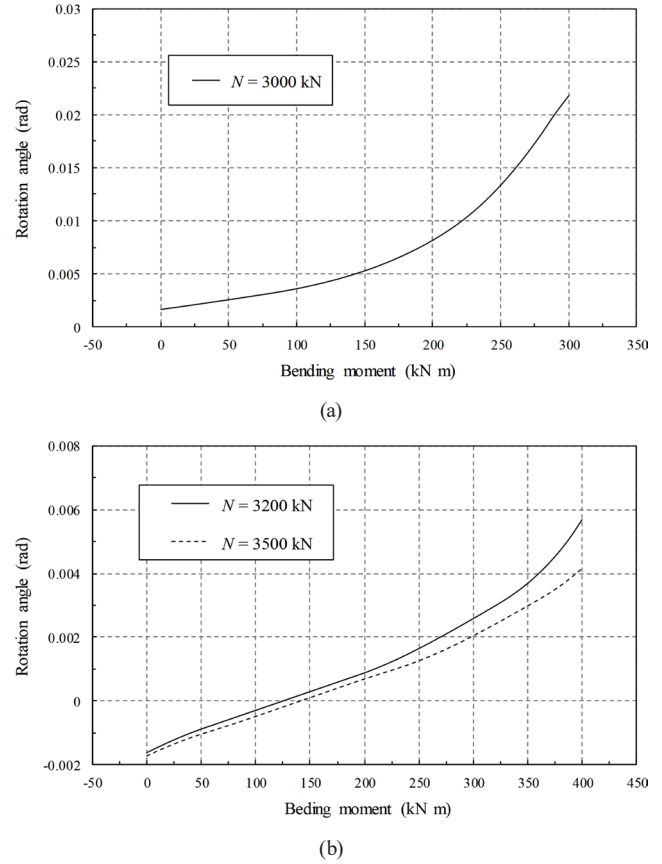 0.03
0.025
0.02
0.015
0.01
0.005
0
Rotation angle (rad)
N = 3000 kN
-50 0 50 100 150 200 250 300 350
Bending moment (kN m)
(a)
0.008
0.006
0.004
0.002
0
-0.002
Rotation angle (rad)
N = 3200 kN
N = 3500 kN
-50 0 50 100 150 200 250 300 350 400 450
Beding moment (kN m)
(b)